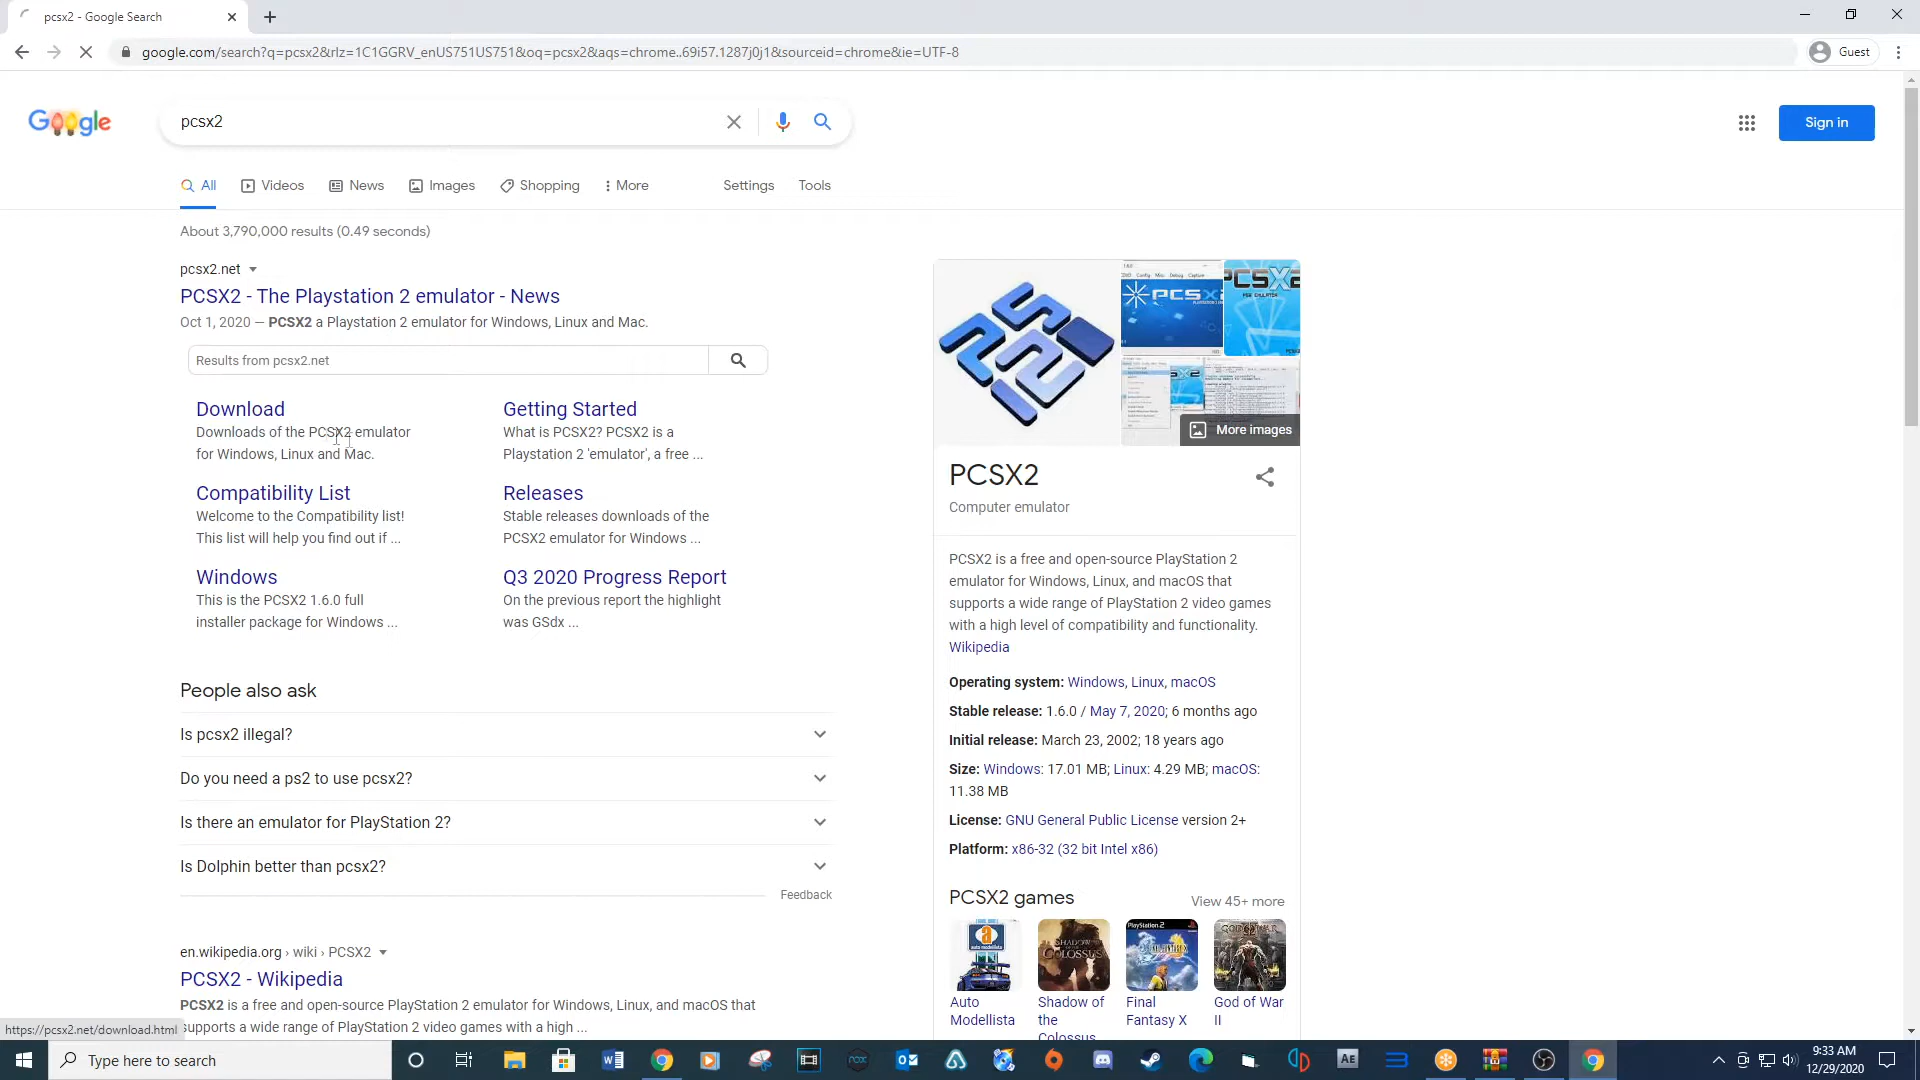 pcsx2 - Google Search
google.com/search?q=pcsx2&rlz=1C1GGRV_enUS751US751&oq=pcsx2&aqs=chrome..69i57.1287j0j1&sourceid=chrome&ie=UTF-8
Guest
Google
pcsx2
Sign in
All
Videos
News
Images
Shopping
More
Settings
Tools
About 3,790,000 results (0.49 seconds)
pcsx2.net
PCSX2 - The Playstation 2 emulator - News
Oct 1, 2020 — PCSX2 a Playstation 2 emulator for Windows, Linux and Mac.
Results from pcsx2.net
Download
Downloads of the PCSX2 emulator
for Windows, Linux and Mac.
Getting Started
What is PCSX2? PCSX2 is a
Playstation 2 'emulator', a free ...
Compatibility List
Welcome to the Compatibility list!
This list will help you find out if ...
Releases
Stable releases downloads of the
PCSX2 emulator for Windows ...
Windows
This is the PCSX2 1.6.0 full
installer package for Windows ...
Q3 2020 Progress Report
On the previous report the highlight
was GSdx ...
People also ask
Is pcsx2 illegal?
Do you need a ps2 to use pcsx2?
Is there an emulator for PlayStation 2?
Is Dolphin better than pcsx2?
Feedback
en.wikipedia.org › wiki › PCSX2
PCSX2 - Wikipedia
PCSX2 is a free and open-source PlayStation 2 emulator for Windows, Linux, and macOS that
supports a wide range of PlayStation 2 video games with a high ...
https://pcsx2.net/download.html
More images
PCSX2
Computer emulator
PCSX2 is a free and open-source PlayStation 2
emulator for Windows, Linux, and macOS that
supports a wide range of PlayStation 2 video games
with a high level of compatibility and functionality.
Wikipedia
Operating system: Windows, Linux, macOS
Stable release: 1.6.0 / May 7, 2020; 6 months ago
Initial release: March 23, 2002; 18 years ago
Size: Windows: 17.01 MB; Linux: 4.29 MB; macOS:
11.38 MB
License: GNU General Public License version 2+
Platform: x86-32 (32 bit Intel x86)
PCSX2 games
View 45+ more
Auto
Modellista
Shadow of
the
Colossus
Final
Fantasy X
God of War
II
Type here to search
AE
9:33 AM
12/29/2020